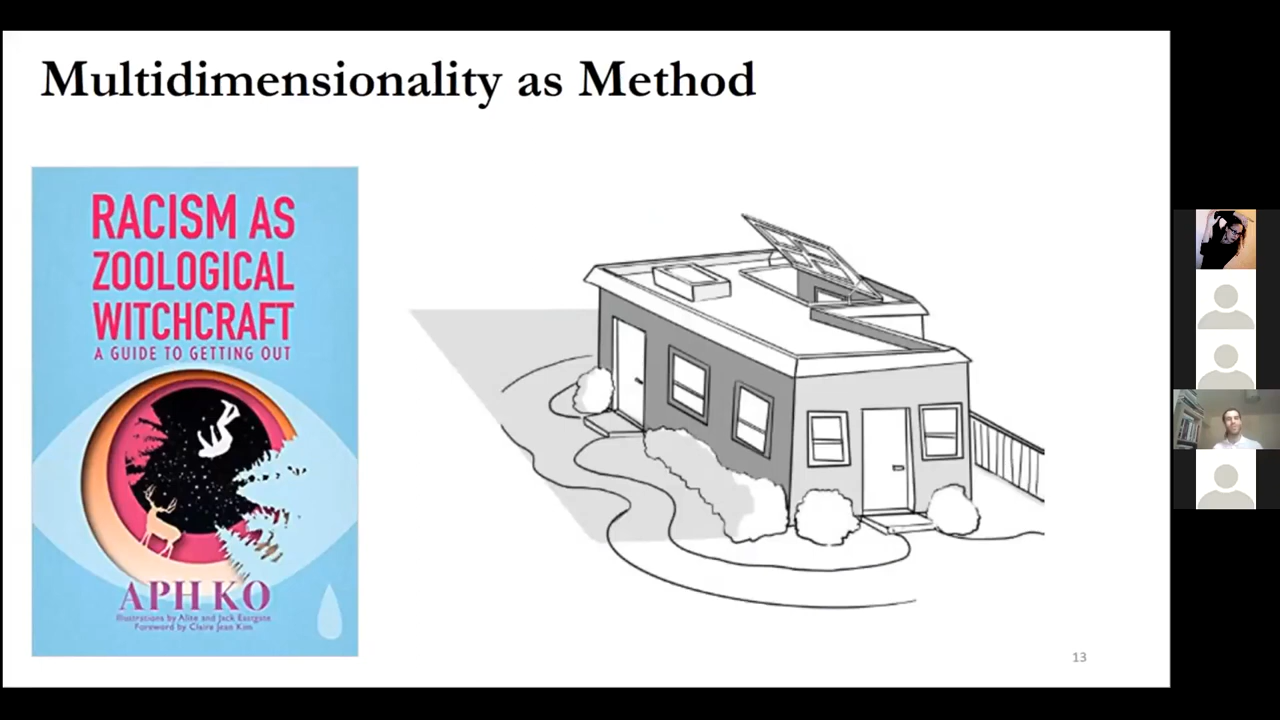 Multidimensionality as Method
RACISM AS
ZOOLOGICAL
WITCHCRAFT
A GUIDE TO GETTING OUT
APH KO
Illustrations by Alise and Jack Eastgate
Foreword by Claire Jean Kim
13